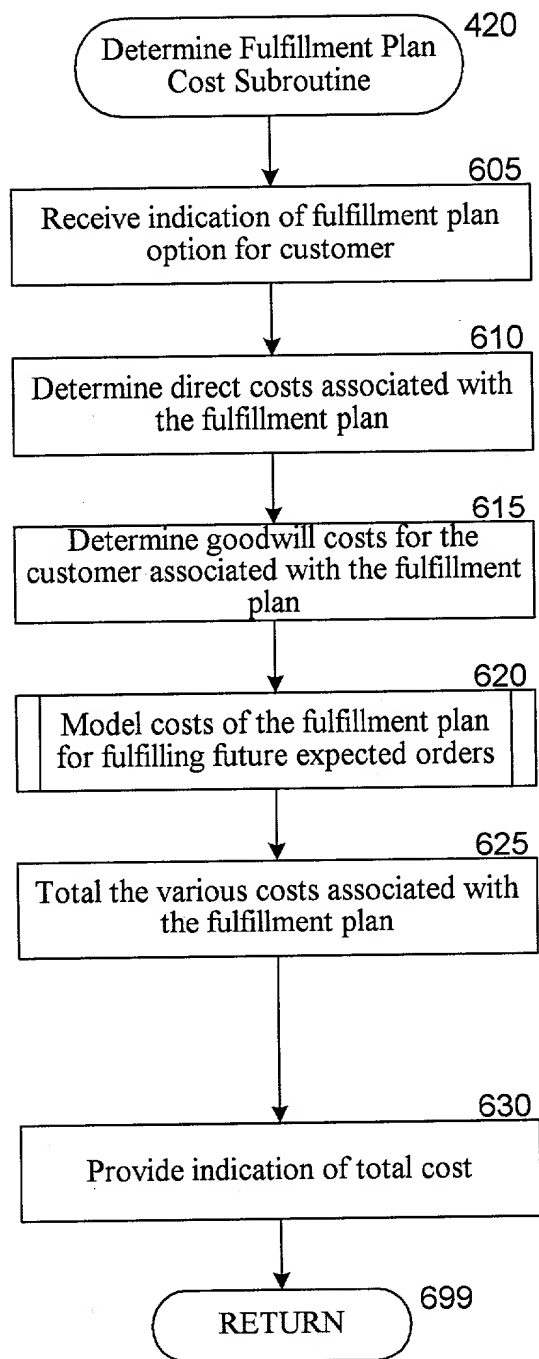 420
Determine Fulfillment Plan
Cost Subroutine
605
Receive indication of fulfillment plan
option for customer
610
Determine direct costs associated with
the fulfillment plan
615
Determine goodwill costs for the
customer associated with the fulfillment
plan
620
Model costs of the fulfillment plan
for fulfilling future expected orders
625
Total the various costs associated with
the fulfillment plan
630
Provide indication of total cost
699
RETURN